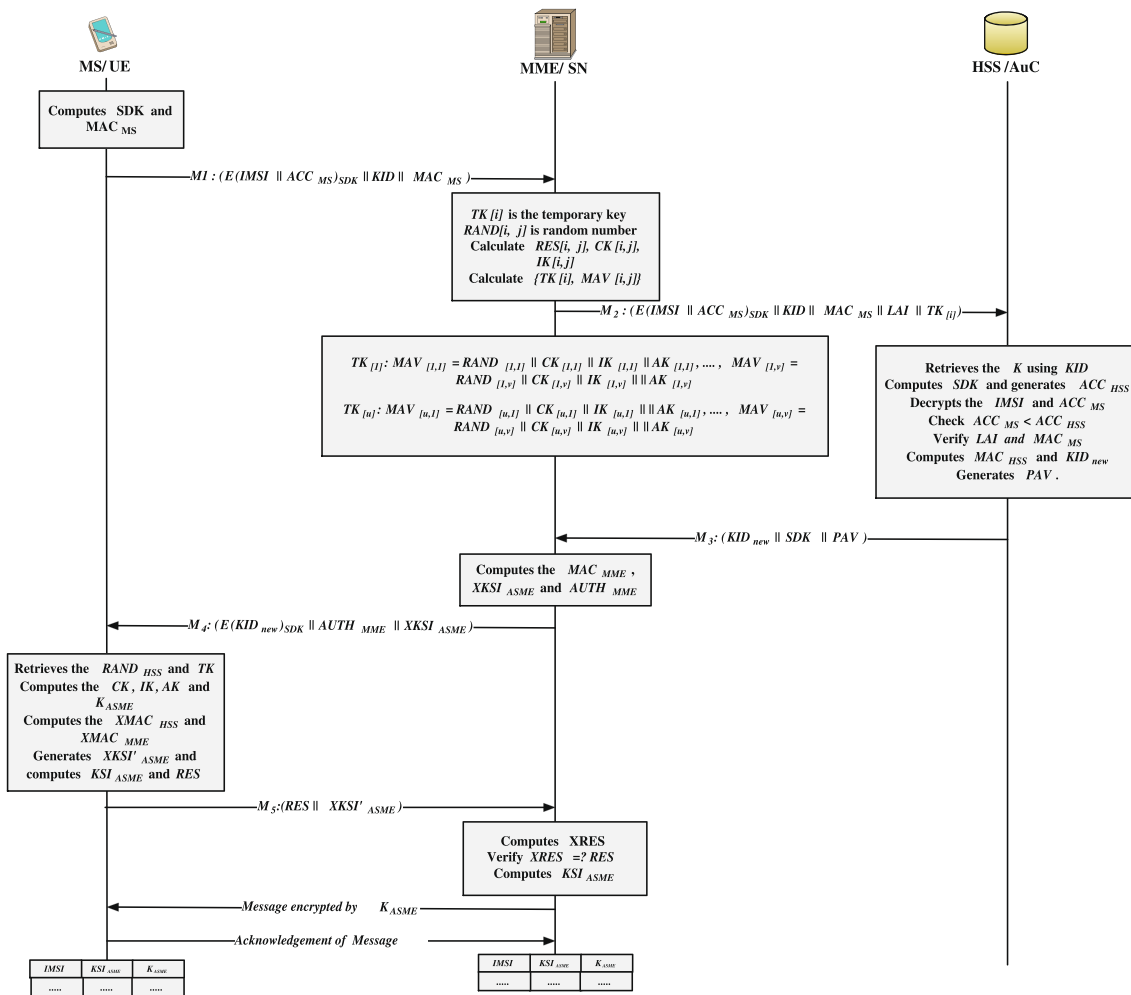 MS/UE
MME/ SN
HSS /AuC
Computes SDK and
MAC MS
M1 : (E(IMSI || ACC MS)SDK || KID || MAC MS )
TK [i] is the temporary key
RAND[i, j] is random number
Calculate RES[i, j], CK [i,j],
IK [i,j]
Calculate {TK [i], MAV [i,j]}
M2 : (E(IMSI || ACC MS)SDK || KID || MAC MS || LAI || TK [i])
TK [1]: MAV [1,1] = RAND [1,1] || CK [1,1] || IK [1,1] || AK [1,1] , .... , MAV [1,v] =
RAND [1,v] || CK [1,v] || IK [1,v] || || AK [1,v]
TK [u]: MAV [u,1] = RAND [u,1] || CK [u,1] || IK [u,1] || || AK [u,1] , .... , MAV [u,v] =
RAND [u,v] || CK [u,v] || IK [u,v] || || AK [u,v]
Retrieves the K using KID
Computes SDK and generates ACC HSS
Decrypts the IMSI and ACC MS
Check ACC MS < ACC HSS
Verify LAI and MAC MS
Computes MAC HSS and KID new
Generates PAV .
M3: (KID new || SDK || PAV )
Computes the MAC MME ,
XKSI ASME and AUTH MME
M4: (E(KID new)SDK || AUTH MME || XKSI ASME )
Retrieves the RAND HSS and TK
Computes the CK , IK, AK and
K ASME
Computes the XMAC HSS and
XMAC MME
Generates XKSI' ASME and
computes KSI ASME and RES
M5:(RES || XKSI' ASME )
Computes XRES
Verify XRES =? RES
Computes KSI ASME
Message encrypted by K ASME
Acknowledgement of Message
IMSI KSI ASME K ASME
..... ..... .....
IMSI KSI ASME K ASME
..... ..... .....